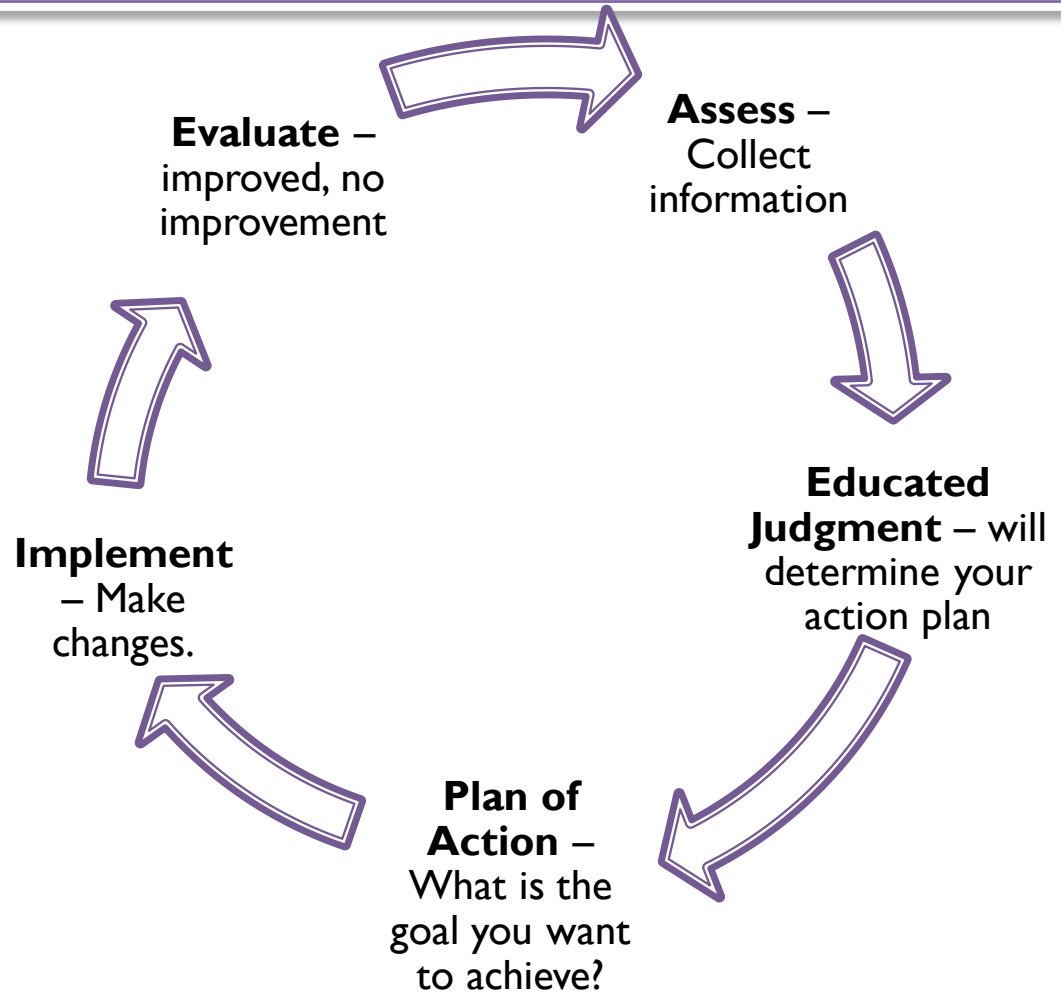 Assess –
Collect
information
Educated
Judgment – will
determine your
action plan
Plan of
Action –
What is the
goal you want
to achieve?
Implement
– Make
changes.
Evaluate –
improved, no
improvement